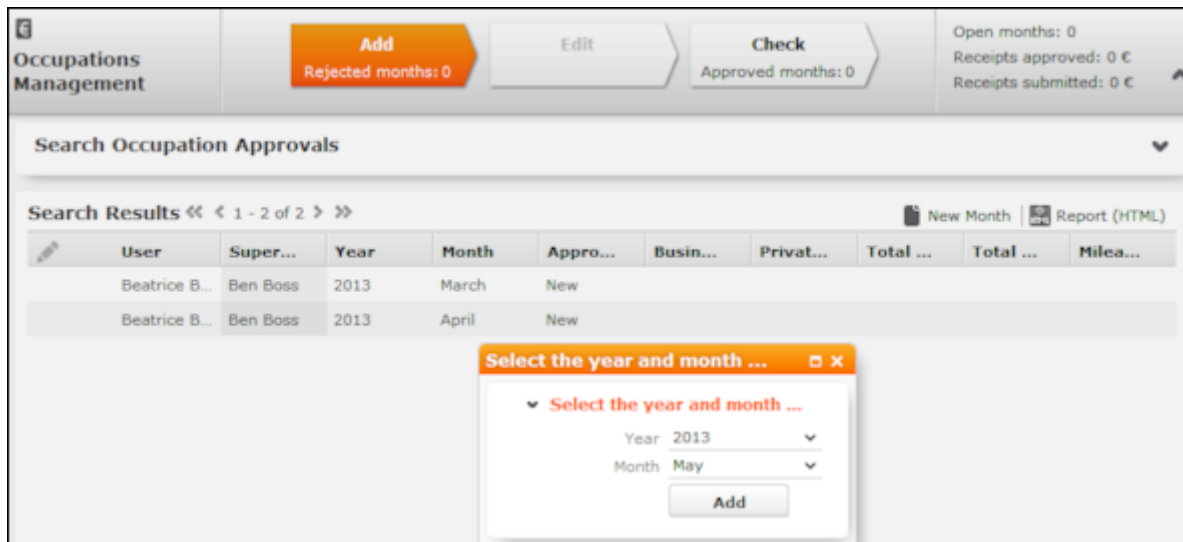 Occupations
Management
Add
Rejected months: 0
Edit
Check
Approved months: 0
Open months: 0
Receipts approved: 0 €
Receipts submitted: 0 €
Search Occupation Approvals
Search Results 1 - 2 of 2
New Month Report (HTML)
User Super... Year Month Appro... Busin... Privat... Total ... Total ... Milea...
Beatrice B... Ben Boss 2013 March New
Beatrice B... Ben Boss 2013 April New
Select the year and month ...
Select the year and month ...
Year 2013
Month May
Add